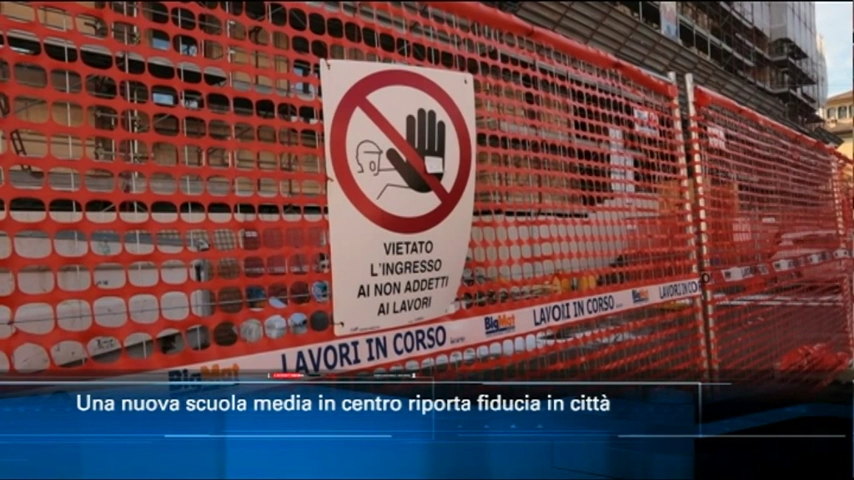 VIETATO
L'INGRESSO
AI NON ADDETTI
AI LAVORI
BigMat LAVORI IN CORSO BigMat LAVORI IN CORSO BigMat LAVORI IN CORSO
Una nuova scuola media in centro riporta fiducia in città